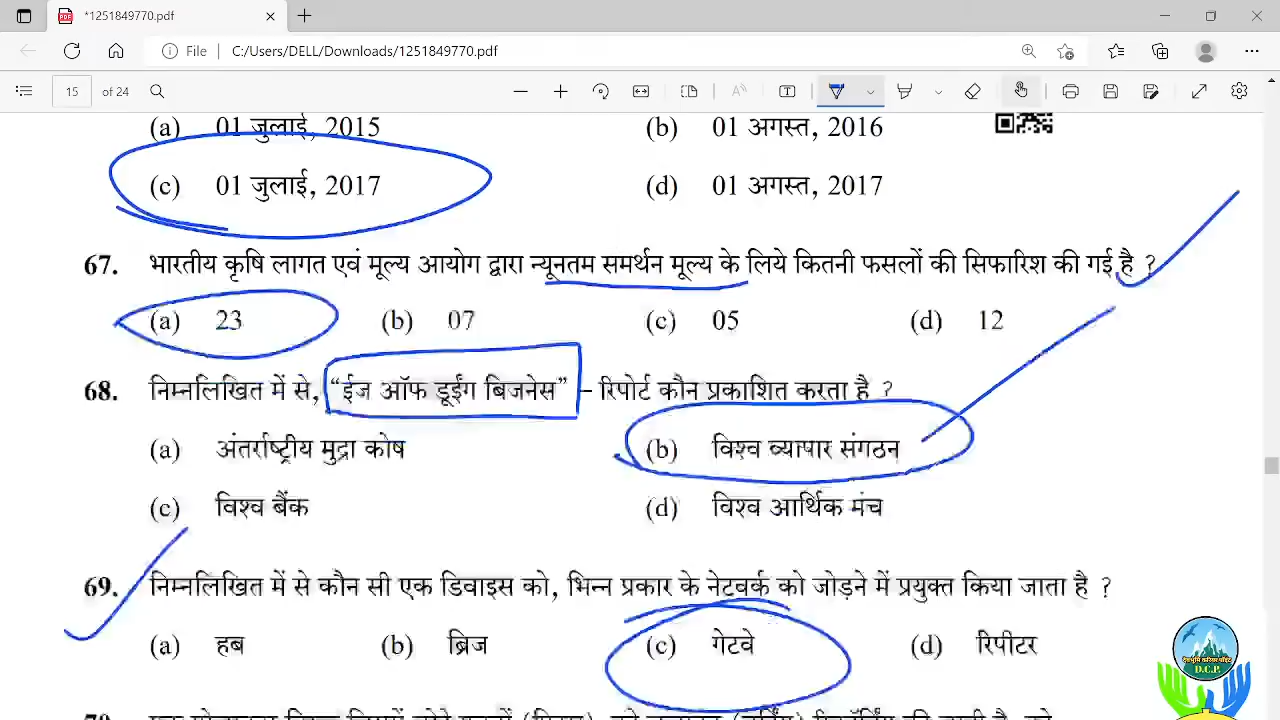 *1251849770.pdf
File C:/Users/DELL/Downloads/1251849770.pdf
15 of 24
(a) 01 जुलाई, 2015 (b) 01 अगस्त, 2016
(c) 01 जुलाई, 2017 (d) 01 अगस्त, 2017
67. भारतीय कृषि लागत एवं मूल्य आयोग द्वारा न्यूनतम समर्थन मूल्य के लिये कितनी फसलों की सिफारिश की गई है ?
(a) 23 (b) 07 (c) 05 (d) 12
68. निम्नलिखित में से, “ईज ऑफ डूईंग बिजनेस” – रिपोर्ट कौन प्रकाशित करता है ?
(a) अंतर्राष्ट्रीय मुद्रा कोष (b) विश्व व्यापार संगठन
(c) विश्व बैंक (d) विश्व आर्थिक मंच
69. निम्नलिखित में से कौन सी एक डिवाइस को, भिन्न प्रकार के नेटवर्क को जोड़ने में प्रयुक्त किया जाता है ?
(a) हब (b) ब्रिज (c) गेटवे (d) रिपीटर
D.C.P.